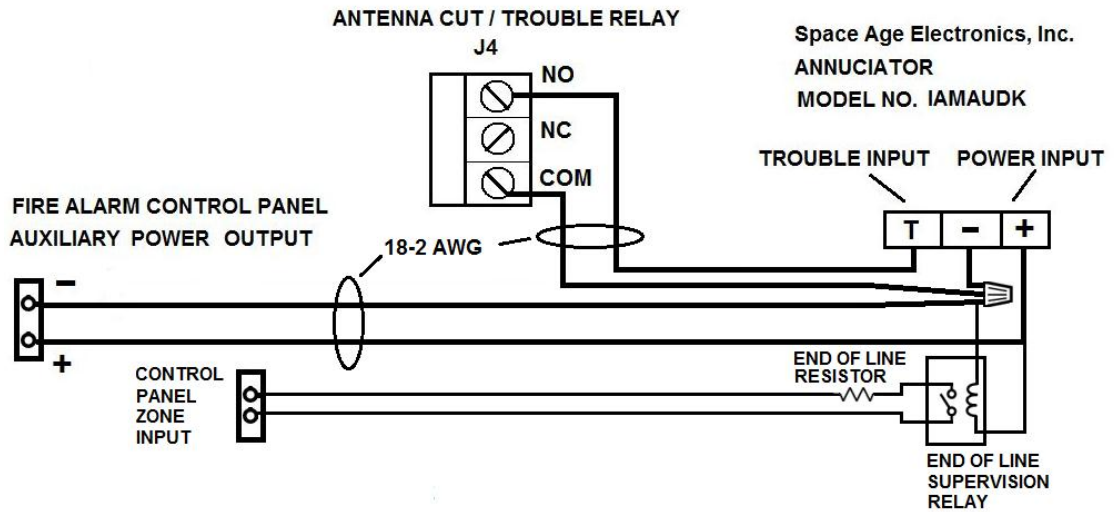 ANTENNA CUT / TROUBLE RELAY
J4
NO
NC
COM
Space Age Electronics, Inc.
ANNUCIATOR
MODEL NO. IAMAUDK
TROUBLE INPUT
POWER INPUT
T
-
+
FIRE ALARM CONTROL PANEL
AUXILIARY POWER OUTPUT
18-2 AWG
-
+
CONTROL
PANEL
ZONE
INPUT
END OF LINE
RESISTOR
END OF LINE
SUPERVISION
RELAY